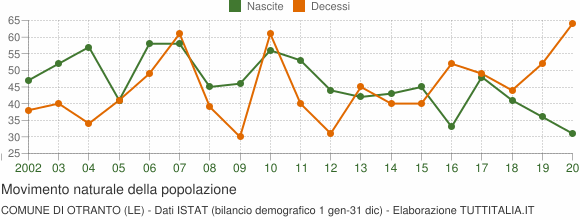 Nascite Decessi
65
60
55
50
45
40
35
30
25
2002 03 04 05 06 07 08 09 10 11 12 13 14 15 16 17 18 19 20
Movimento naturale della popolazione
COMUNE DI OTRANTO (LE) - Dati ISTAT (bilancio demografico 1 gen-31 dic) - Elaborazione TUTTITALIA.IT